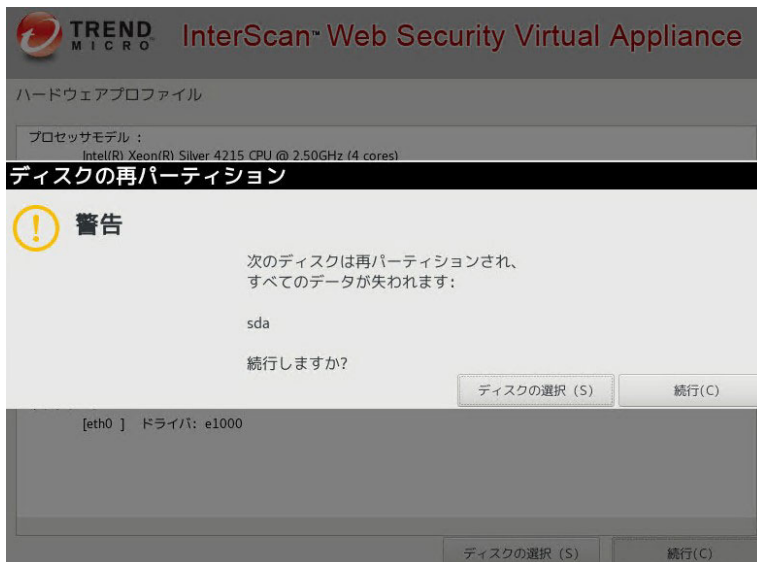 TREND MICRO InterScan™ Web Security Virtual Appliance
ハードウェアプロファイル
プロセッサモデル :
Intel(R) Xeon(R) Silver 4215 CPU @ 2.50GHz (4 cores)
ディスクの再パーティション
警告
次のディスクは再パーティションされ、
すべてのデータが失われます:
sda
続行しますか?
ディスクの選択 (S) 続行(C)
[eth0 ] ドライバ: e1000
ディスクの選択 (S) 続行(C)